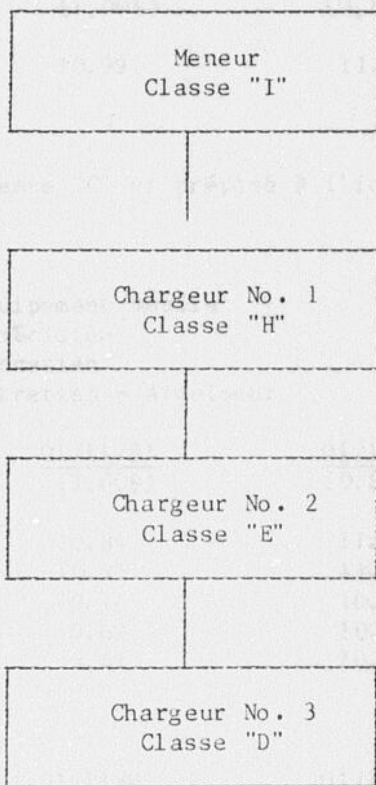 Meneur
Classe "I"
Chargeur No. 1
Classe "H"
Chargeur No. 2
Classe "E"
Chargeur No. 3
Classe "D"